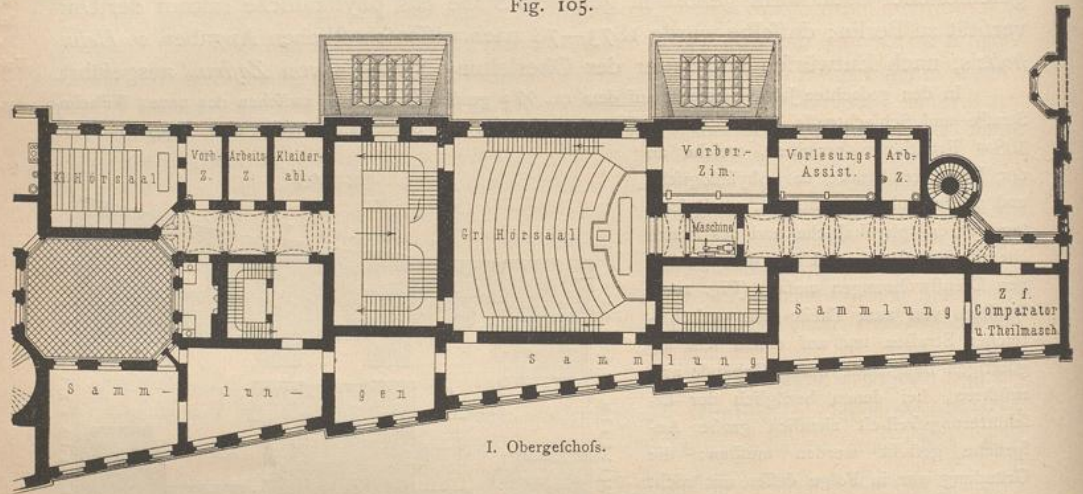 Fig. 105.
Kl. Hörsaal
Vorb-
Z.
Arbeits-
Z.
Kleider-
abl.
Gr. Hörsaal
Vorber.-
Zim.
Maschine
Vorlesungs-
Assist.
Arb-
Z.
Sammlung
Z. f.
Comparator
u. Theilmasch.
Samm-
lun-
gen
Sammlung
I. Obergeſchoſs.